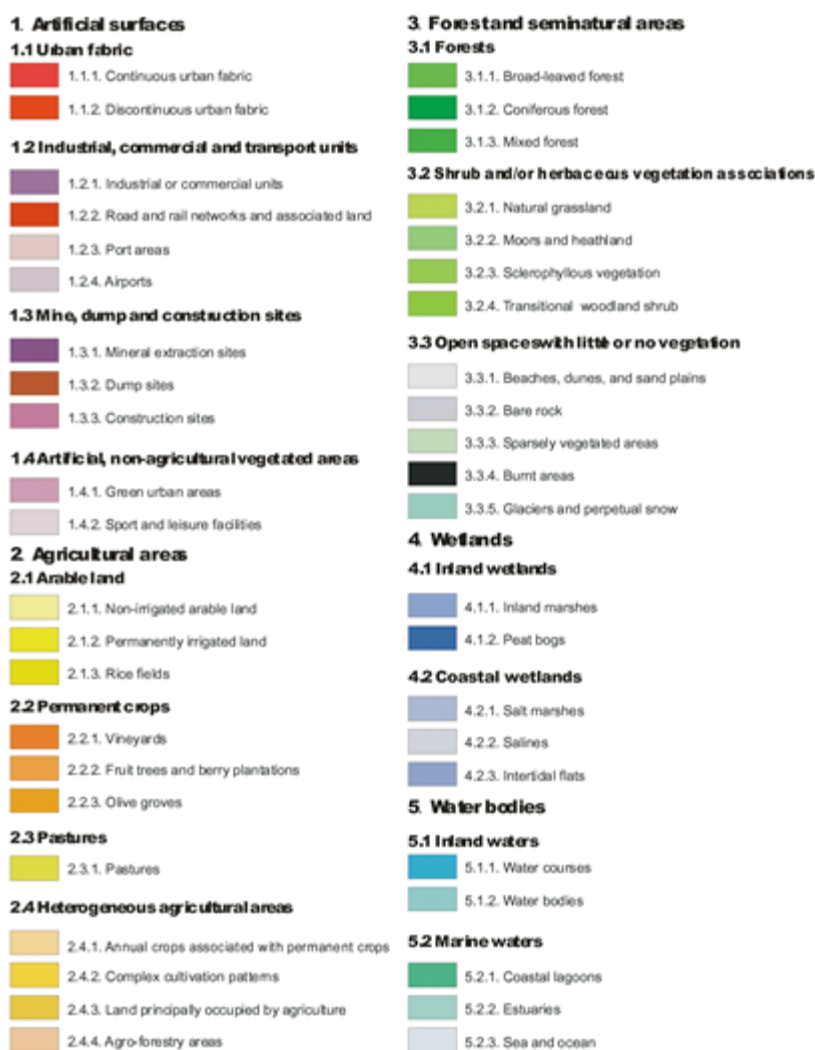 1. Artificial surfaces
1.1 Urban fabric
1.1.1. Continuous urban fabric
1.1.2. Discontinuous urban fabric
1.2 Industrial, commercial and transport units
1.2.1. Industrial or commercial units
1.2.2. Road and rail networks and associated land
1.2.3. Port areas
1.2.4. Airports
1.3 Mine, dump and construction sites
1.3.1. Mineral extraction sites
1.3.2. Dump sites
1.3.3. Construction sites
1.4 Artificial, non-agricultural vegetated areas
1.4.1. Green urban areas
1.4.2. Sport and leisure facilities
2. Agricultural areas
2.1 Arable land
2.1.1. Non-irrigated arable land
2.1.2. Permanently irrigated land
2.1.3. Rice fields
2.2 Permanent crops
2.2.1. Vineyards
2.2.2. Fruit trees and berry plantations
2.2.3. Olive groves
2.3 Pastures
2.3.1. Pastures
2.4 Heterogeneous agricultural areas
2.4.1. Annual crops associated with permanent crops
2.4.2. Complex cultivation patterns
2.4.3. Land principally occupied by agriculture
2.4.4. Agro-forestry areas
3. Forest and seminatural areas
3.1 Forests
3.1.1. Broad-leaved forest
3.1.2. Coniferous forest
3.1.3. Mixed forest
3.2 Shrub and/or herbaceous vegetation associations
3.2.1. Natural grassland
3.2.2. Moors and heathland
3.2.3. Sclerophyllous vegetation
3.2.4. Transitional woodland shrub
3.3 Open spaces with little or no vegetation
3.3.1. Beaches, dunes, and sand plains
3.3.2. Bare rock
3.3.3. Sparsely vegetated areas
3.3.4. Burnt areas
3.3.5. Glaciers and perpetual snow
4. Wetlands
4.1 Inland wetlands
4.1.1. Inland marshes
4.1.2. Peat bogs
4.2 Coastal wetlands
4.2.1. Salt marshes
4.2.2. Salines
4.2.3. Intertidal flats
5. Water bodies
5.1 Inland waters
5.1.1. Water courses
5.1.2. Water bodies
5.2 Marine waters
5.2.1. Coastal lagoons
5.2.2. Estuaries
5.2.3. Sea and ocean